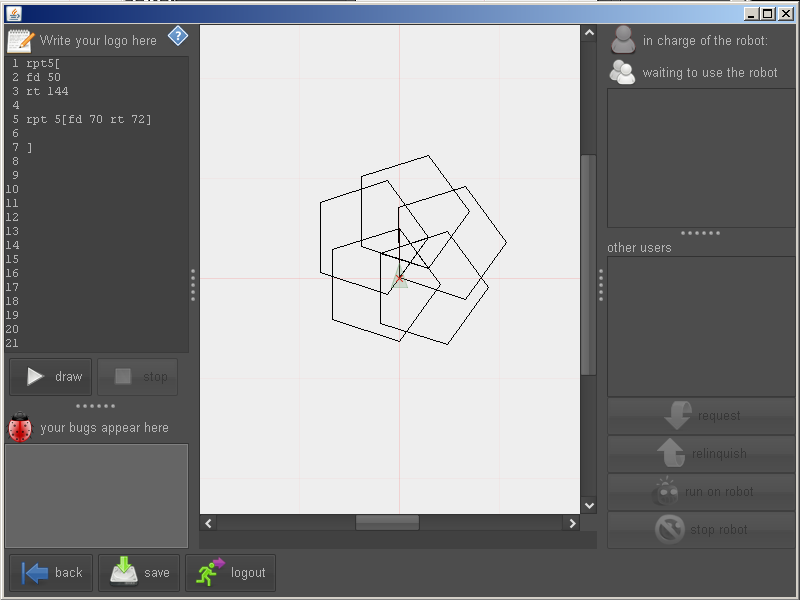 Write your logo here
?
1 rpt5[
2 fd 50
3 rt 144
4
5 rpt 5[fd 70 rt 72]
6
7 ]
8
9
10
11
12
13
14
15
16
17
18
19
20
21
draw
stop
your bugs appear here
back
save
logout
in charge of the robot:
waiting to use the robot
other users
request
relinquish
run on robot
stop robot